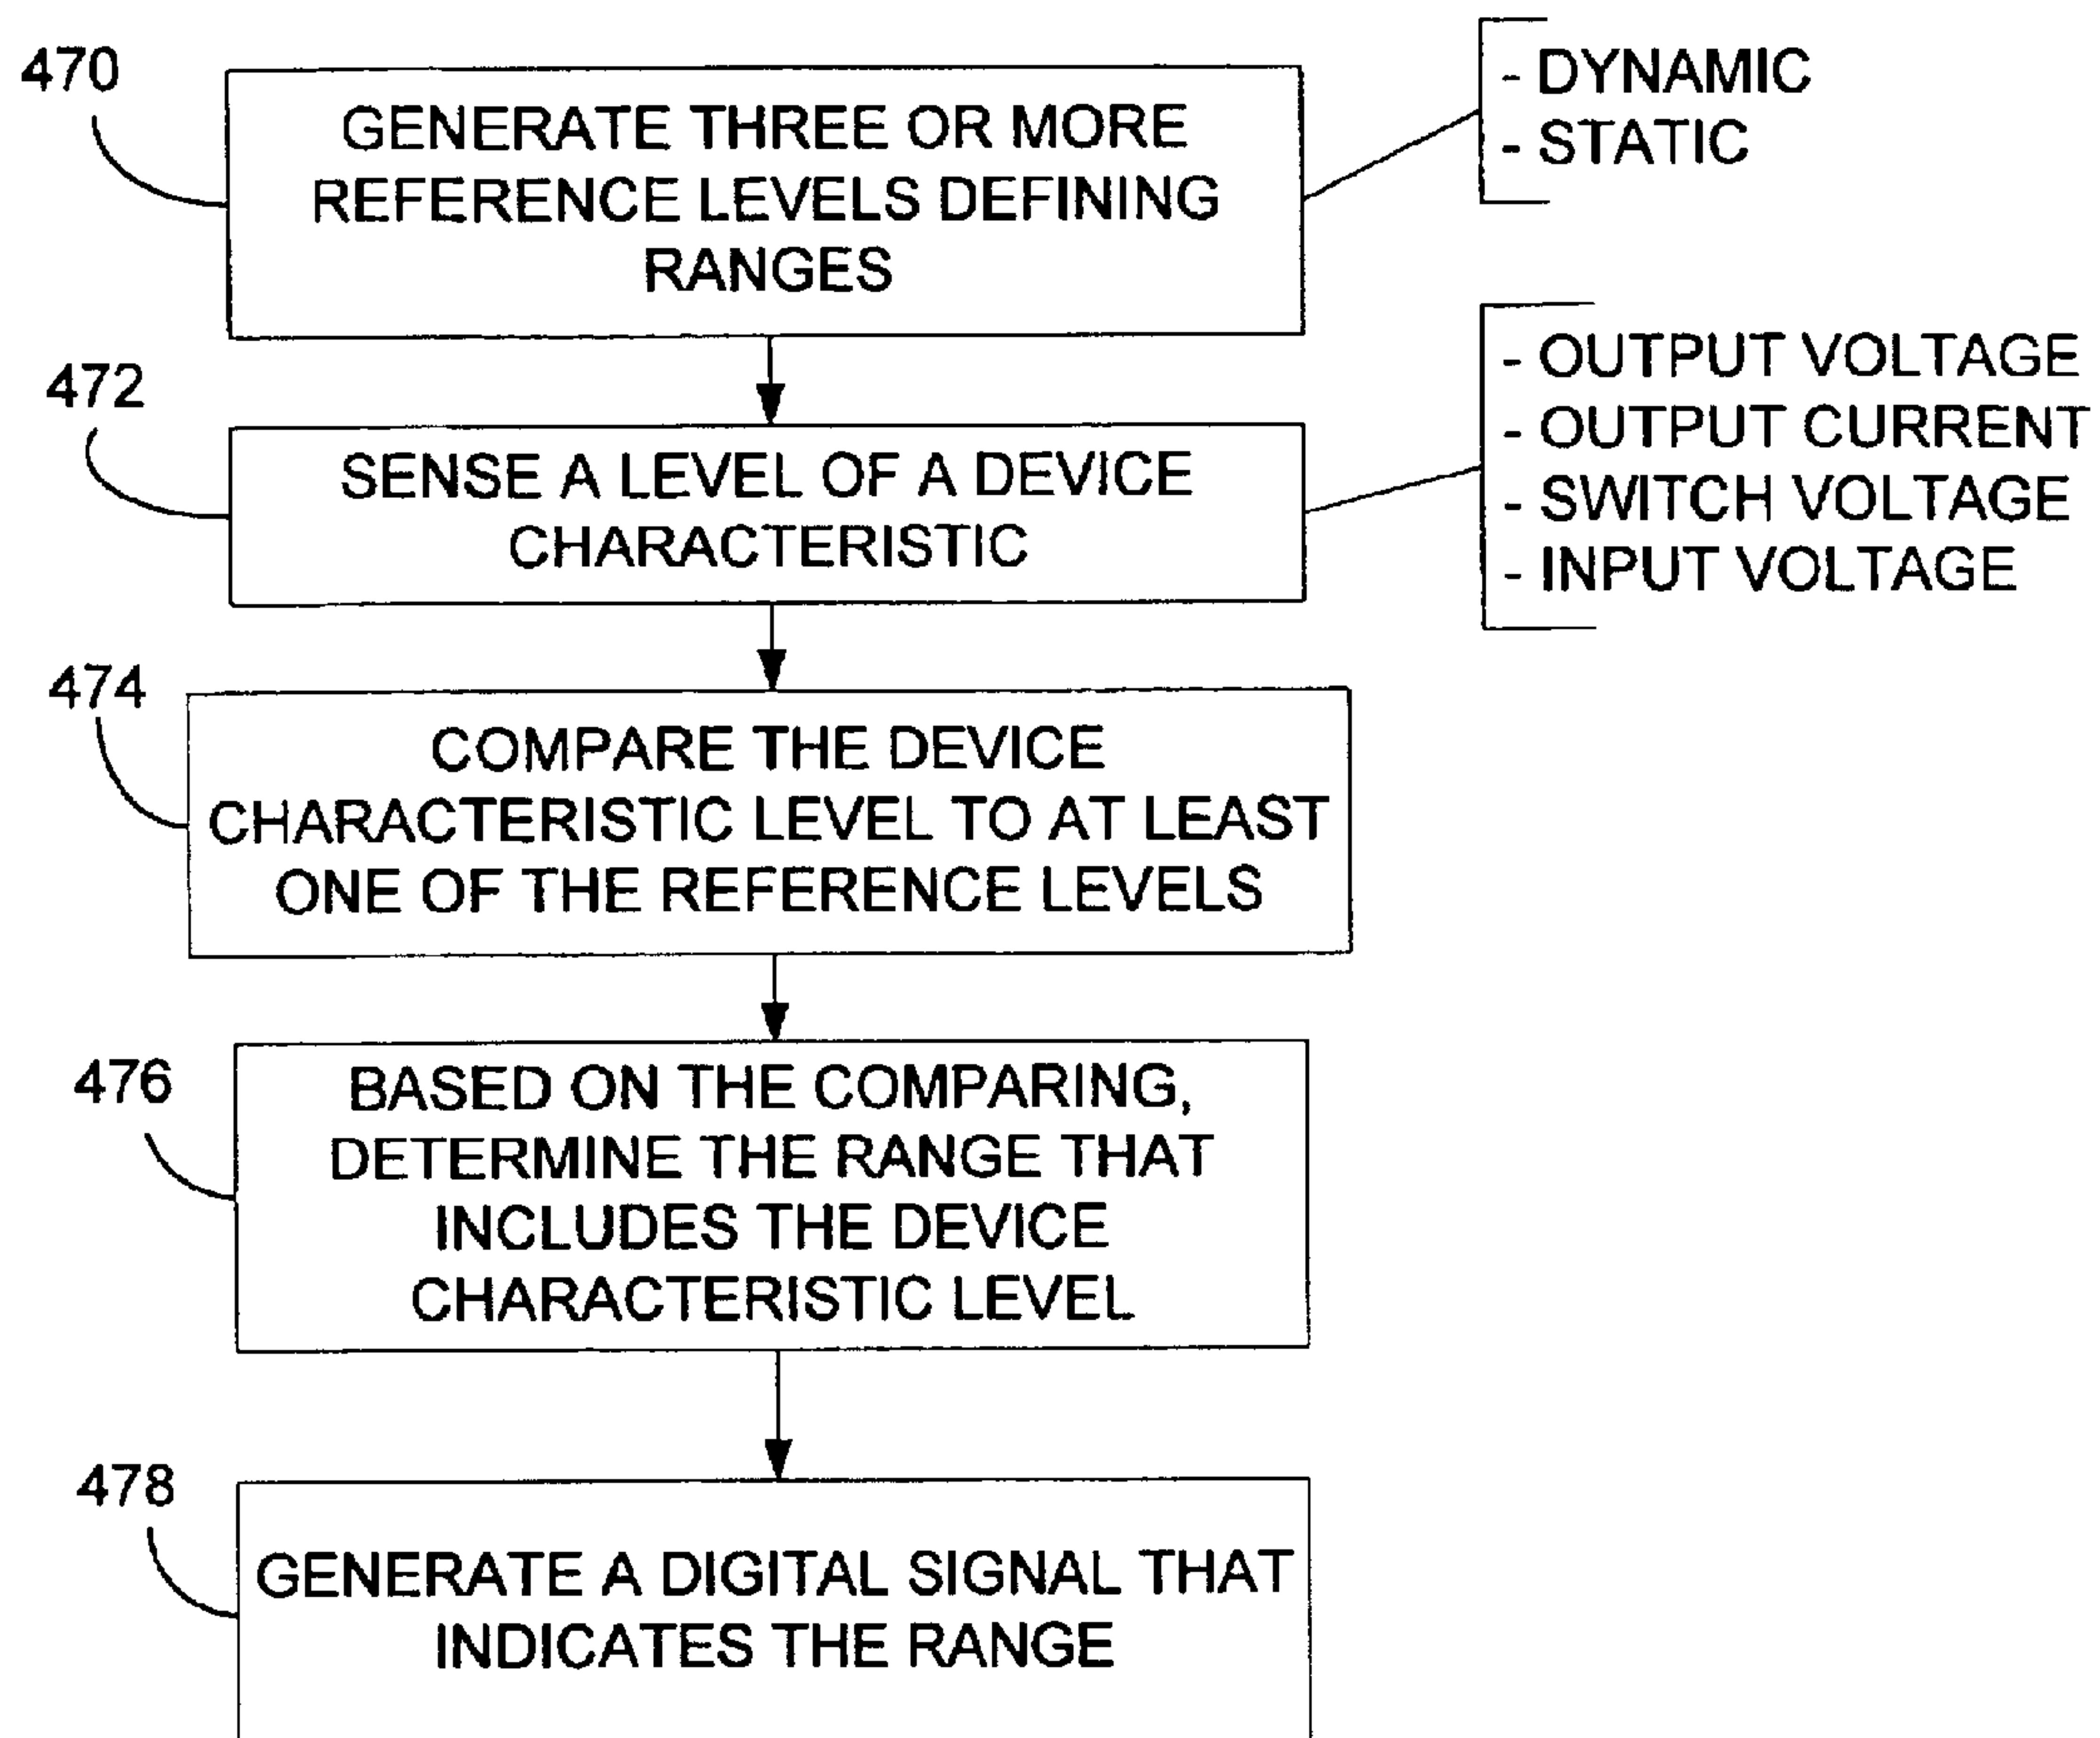 470
GENERATE THREE OR MORE
REFERENCE LEVELS DEFINING
RANGES
- DYNAMIC
- STATIC
472
SENSE A LEVEL OF A DEVICE
CHARACTERISTIC
- OUTPUT VOLTAGE
- OUTPUT CURRENT
- SWITCH VOLTAGE
- INPUT VOLTAGE
474
COMPARE THE DEVICE
CHARACTERISTIC LEVEL TO AT LEAST
ONE OF THE REFERENCE LEVELS
476
BASED ON THE COMPARING,
DETERMINE THE RANGE THAT
INCLUDES THE DEVICE
CHARACTERISTIC LEVEL
478
GENERATE A DIGITAL SIGNAL THAT
INDICATES THE RANGE